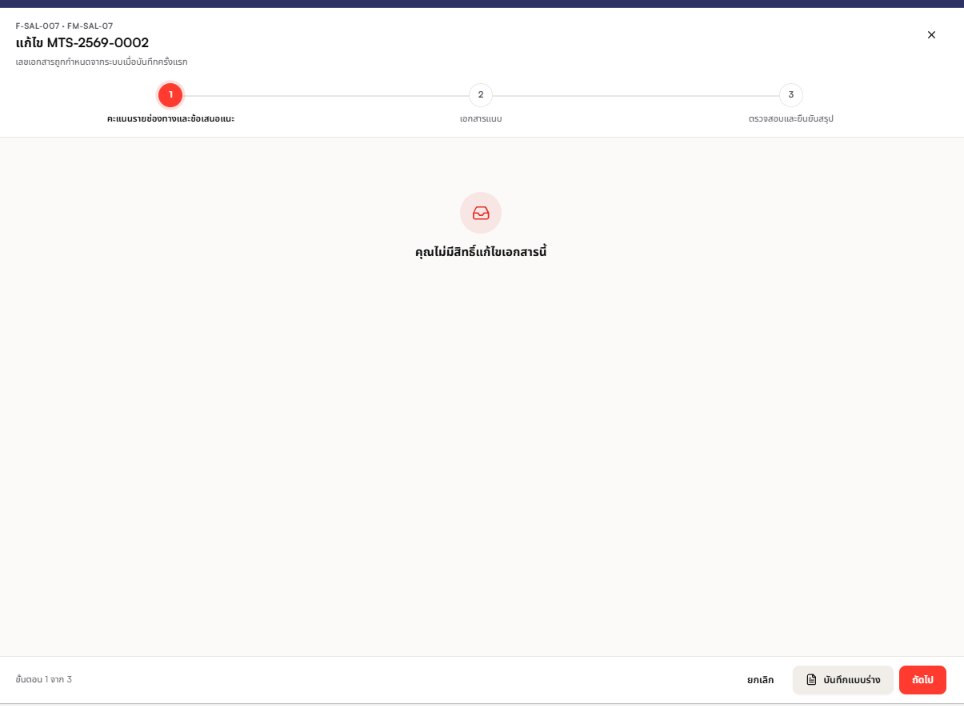 F-SAL-007 • FM-SAL-07
แก้ไข MTS-2569-0002
เลขเอกสารถูกกำหนดจากระบบเมื่อบันทึกครั้งแรก
1
2
3
คะแนนรายช่องทางและข้อเสนอแนะ
เอกสารแนบ
ตรวจสอบและยืนยันสรุป
คุณไม่มีสิทธิ์แก้ไขเอกสารนี้
ขั้นตอน 1 จาก 3
ยกเลิก
บันทึกแบบร่าง
ถัดไป